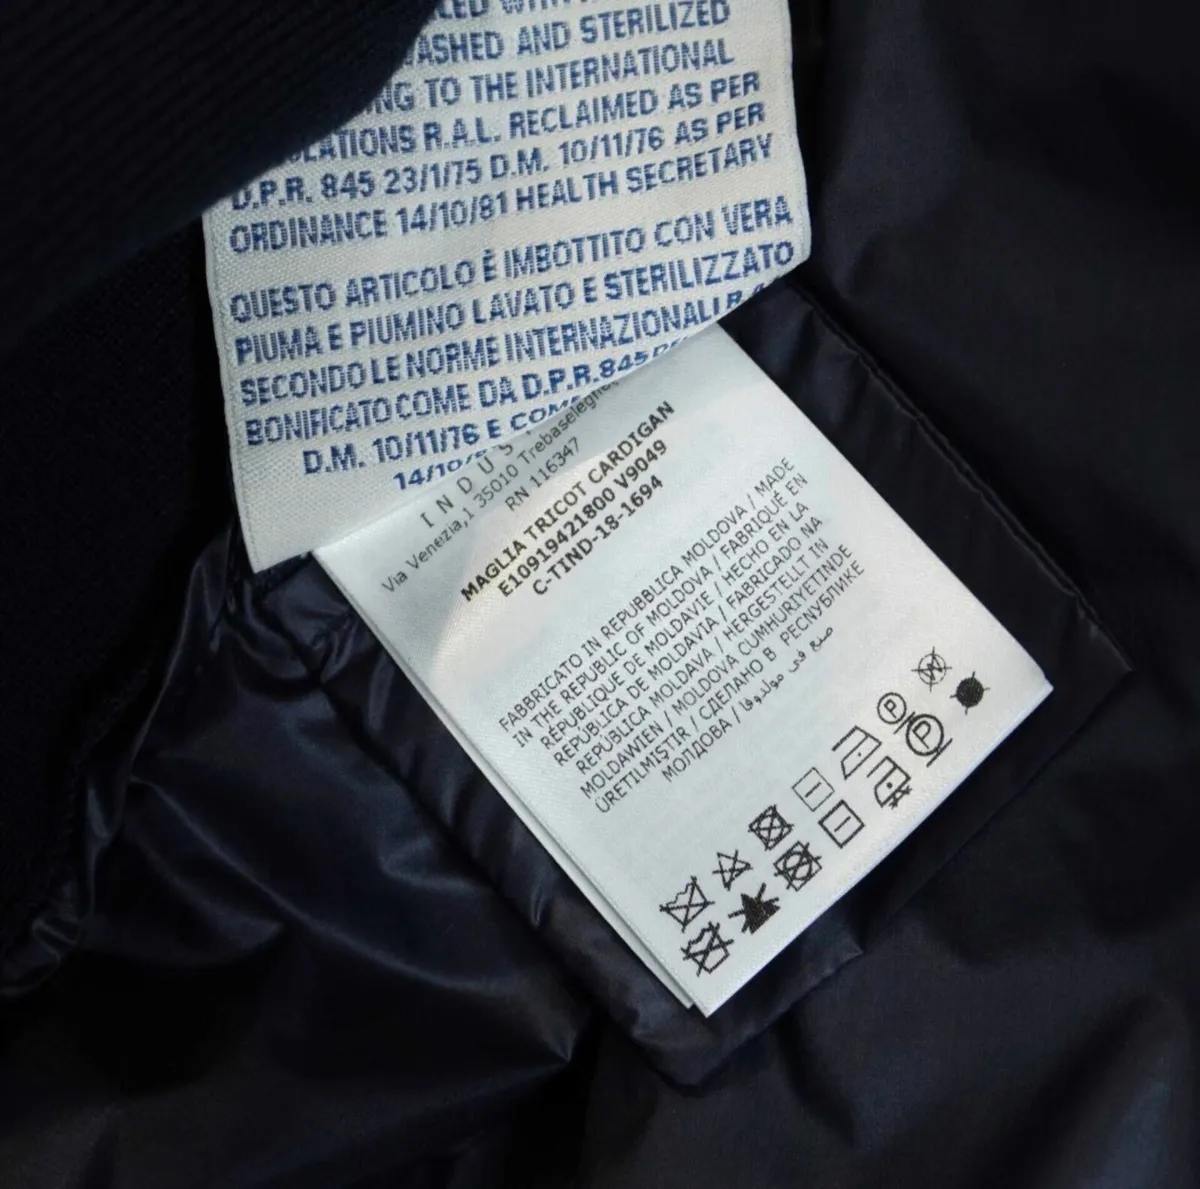 AND STERILIZED
TO THE INTERNATIONAL
R.A.L. RECLAIMED AS PER
D.P.R. 845 23/1/75 D.M. 10/11/76 AS PER
ORDINANCE 14/10/81 HEALTH SECRETARY
QUESTO ARTICOLO È IMBOTTITO CON VERA
PIUMA E PIUMINO LAVATO E STERILIZZATO
SECONDO LE NORME INTERNAZIONALI
BONIFICATO COME DA D.P.R. 845
D.M. 10/11/76 E
Via Venezia,1 35010 Trebaseleghe
RN 116347
MAGLIA TRICOT CARDIGAN
E10919421800 V9049
C-TIND-18-1694
FABBRICATO IN REPUBBLICA MOLDOVA / MADE
IN THE REPUBLIC OF MOLDOVA / FABRIQUÉ EN
RÉPUBLIQUE DE MOLDAVIE / HECHO EN LA
REPÚBLICA DE MOLDAVIA / FABRICADO NA
REPÚBLICA MOLDAVA / HERGESTELLT IN
MOLDAWIEN / MOLDOVA CUMHURIYETINDE
ÜRETILMIŞTIR / СДЕЛАНО В РЕСПУБЛИКЕ
МОЛДОВА / صنع في مولدوفا
P
P
W